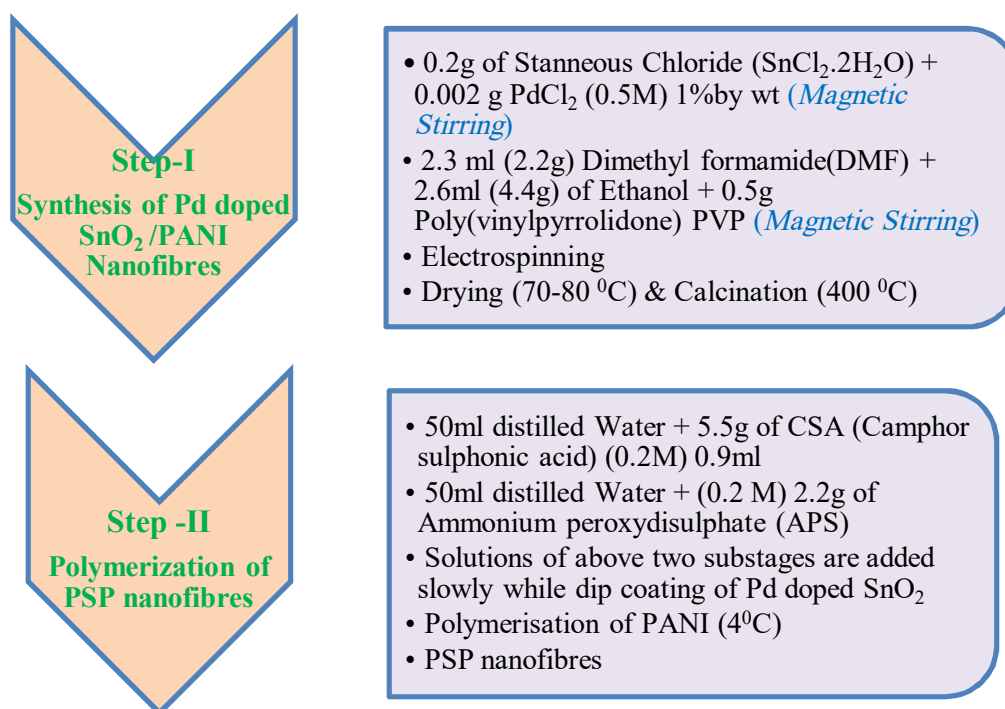 Step-I
Synthesis of Pd doped
SnO₂ /PANI
Nanofibres
• 0.2g of Stanneous Chloride (SnCl₂.2H₂O) +
0.002 g PdCl₂ (0.5M) 1%by wt (Magnetic
Stirring)
• 2.3 ml (2.2g) Dimethyl formamide(DMF) +
2.6ml (4.4g) of Ethanol + 0.5g
Poly(vinylpyrrolidone) PVP (Magnetic Stirring)
• Electrospinning
• Drying (70-80 ⁰C) & Calcination (400 ⁰C)
Step -II
Polymerization of
PSP nanofibres
• 50ml distilled Water + 5.5g of CSA (Camphor
sulphonic acid) (0.2M) 0.9ml
• 50ml distilled Water + (0.2 M) 2.2g of
Ammonium peroxydisulphate (APS)
• Solutions of above two substages are added
slowly while dip coating of Pd doped SnO₂
• Polymerisation of PANI (4⁰C)
• PSP nanofibres